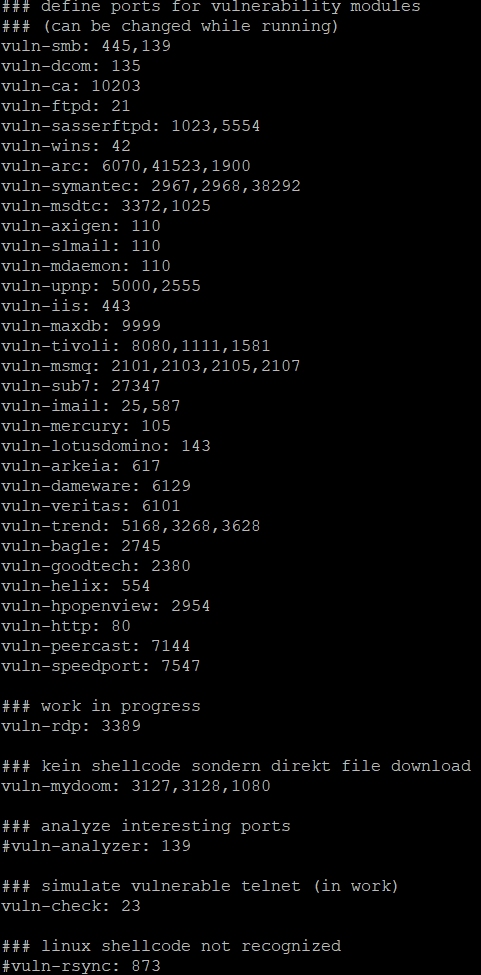 ### define ports for vulnerability modules
### (can be changed while running)
vuln-smb: 445,139
vuln-dcom: 135
vuln-ca: 10203
vuln-ftpd: 21
vuln-sasserftpd: 1023,5554
vuln-wins: 42
vuln-arc: 6070,41523,1900
vuln-symantec: 2967,2968,38292
vuln-msdtc: 3372,1025
vuln-axigen: 110
vuln-slmail: 110
vuln-mdaemon: 110
vuln-upnp: 5000,2555
vuln-iis: 443
vuln-maxdb: 9999
vuln-tivoli: 8080,1111,1581
vuln-msmq: 2101,2103,2105,2107
vuln-sub7: 27347
vuln-imail: 25,587
vuln-mercury: 105
vuln-lotusdomino: 143
vuln-arkeia: 617
vuln-dameware: 6129
vuln-veritas: 6101
vuln-trend: 5168,3268,3628
vuln-bagle: 2745
vuln-goodtech: 2380
vuln-helix: 554
vuln-hpopenview: 2954
vuln-http: 80
vuln-peercast: 7144
vuln-speedport: 7547
### work in progress
vuln-rdp: 3389
### kein shellcode sondern direkt file download
vuln-mydoom: 3127,3128,1080
### analyze interesting ports
#vuln-analyzer: 139
### simulate vulnerable telnet (in work)
vuln-check: 23
### linux shellcode not recognized
#vuln-rsync: 873